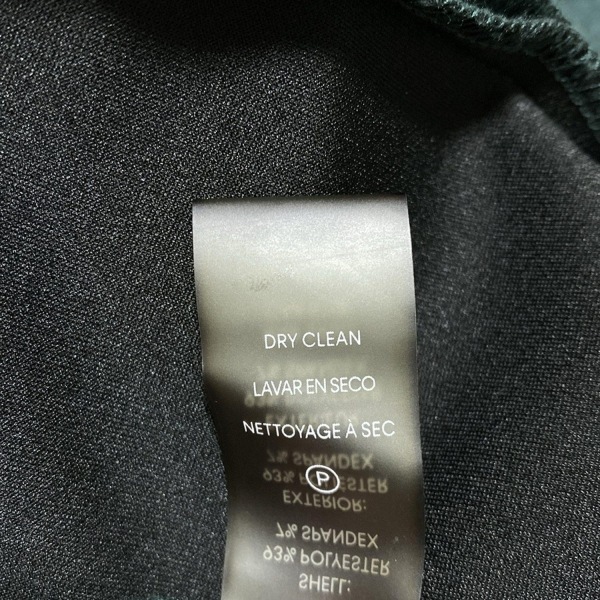 DRY CLEAN
LAVAR EN SECO
NETTOYAGE À SEC
P
EXTERIOR:
93% POLYESTER
7% SPANDEX
SHELL:
93% POLYESTER
7% SPANDEX